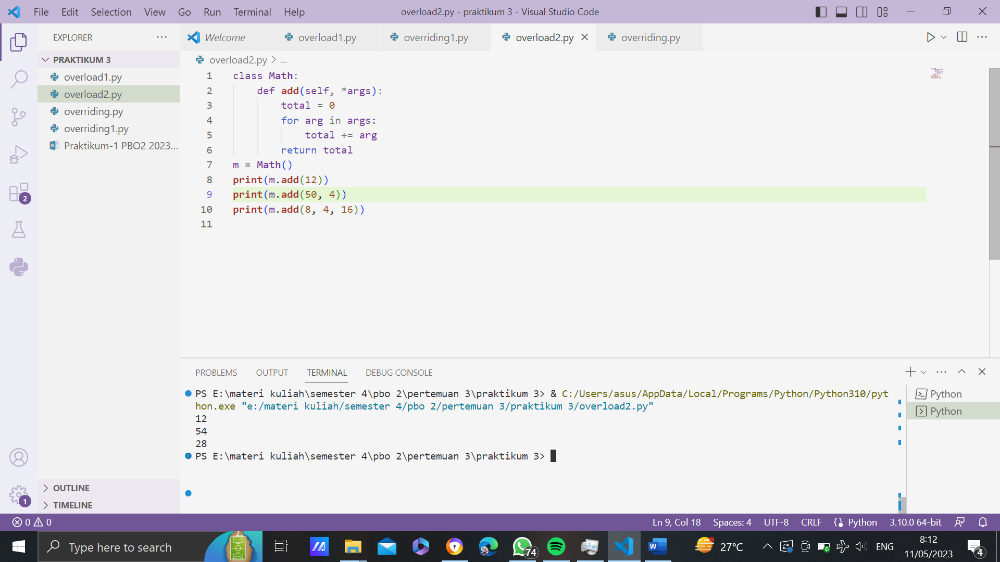 File Edit Selection View Go Run Terminal Help
overload2.py - praktikum 3 - Visual Studio Code
EXPLORER
PRAKTIKUM 3
overload1.py
overload2.py
overriding.py
overriding1.py
Praktikum-1 PBO2 2023...
OUTLINE
TIMELINE
Welcome overload1.py overriding1.py overload2.py overriding.py
overload2.py > ...
1 class Math:
2 def add(self, *args):
3 total = 0
4 for arg in args:
5 total += arg
6 return total
7 m = Math()
8 print(m.add(12))
9 print(m.add(50, 4))
10 print(m.add(8, 4, 16))
11
PROBLEMS OUTPUT TERMINAL DEBUG CONSOLE
PS E:\materi kuliah\semester 4\pbo 2\pertemuan 3\praktikum 3> & C:/Users/asus/AppData/Local/Programs/Python/Python310/pyt
hon.exe "e:/materi kuliah/semester 4/pbo 2/pertemuan 3/praktikum 3/overload2.py"
12
54
28
PS E:\materi kuliah\semester 4\pbo 2\pertemuan 3\praktikum 3>
Python
Python
2
1
0 0
Ln 9, Col 18 Spaces: 4 UTF-8 CRLF Python 3.10.0 64-bit
Type here to search
74
W
27°C
ENG
8:12
11/05/2023
4